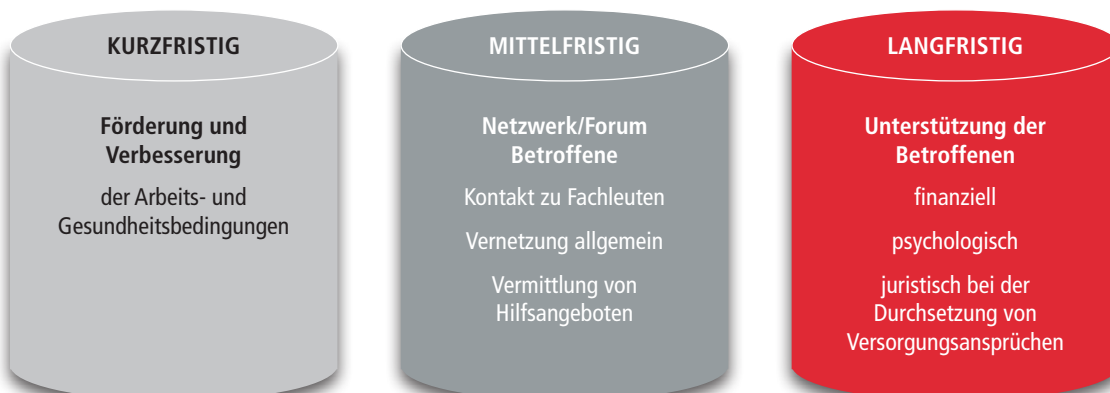 KURZFRISTIG
Förderung und
Verbesserung
der Arbeits- und
Gesundheitsbedingungen
MITTELFRISTIG
Netzwerk/Forum
Betroffene
Kontakt zu Fachleuten
Vernetzung allgemein
Vermittlung von
Hilfsangeboten
LANGFRISTIG
Unterstützung der
Betroffenen
finanziell
psychologisch
juristisch bei der
Durchsetzung von
Versorgungsansprüchen